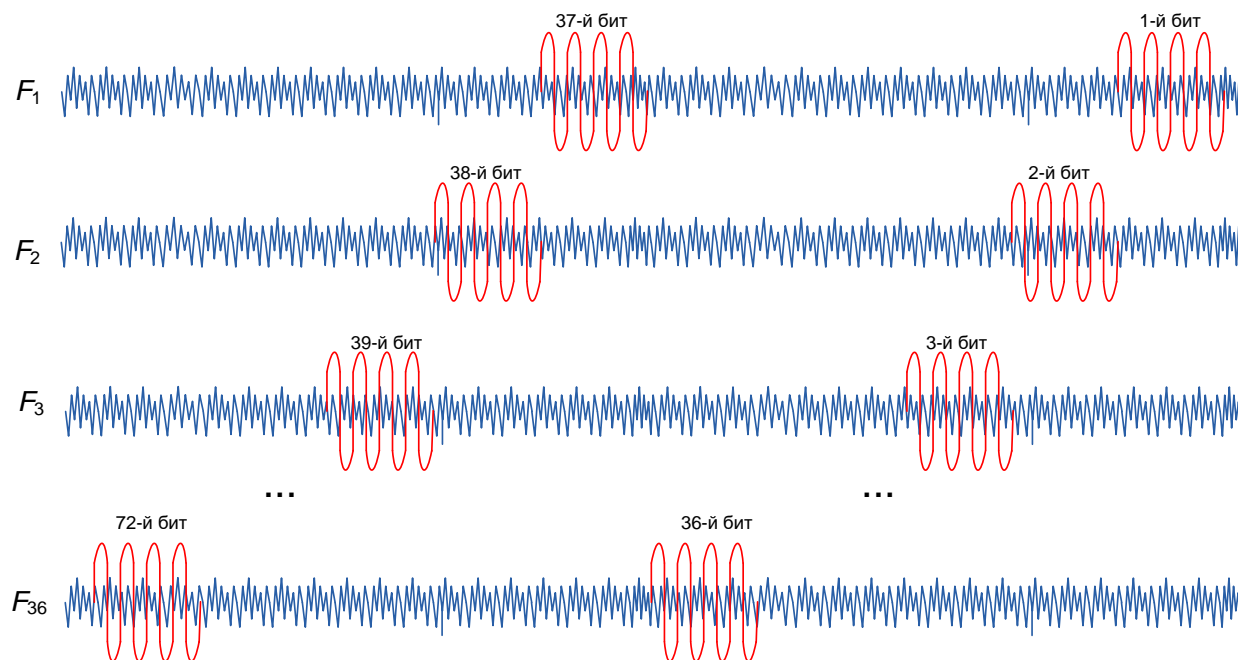 37-й бит 1-й бит
F1
38-й бит 2-й бит
F2
39-й бит 3-й бит
F3
... ...
72-й бит 36-й бит
F36